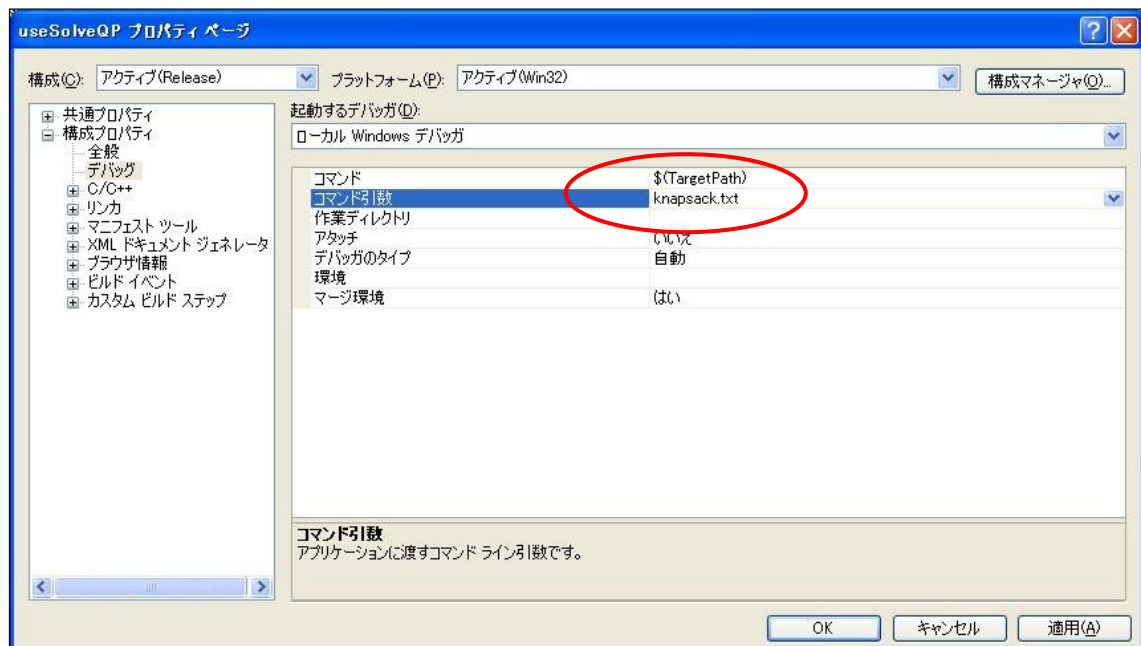 useSolveQP プロパティ ページ
構成(C): アクティブ(Release) プラットフォーム(P): アクティブ(Win32) 構成マネージャ(O)...
共通プロパティ
構成プロパティ
全般
デバッグ
C/C++
リンカ
マニフェスト ツール
XML ドキュメント ジェネレータ
ブラウザ情報
ビルド イベント
カスタム ビルド ステップ
起動するデバッガ(D):
ローカル Windows デバッガ
コマンド $(TargetPath)
コマンド引数 knapsack.txt
作業ディレクトリ
アタッチ いいえ
デバッガのタイプ 自動
環境
マージ環境 はい
コマンド引数
アプリケーションに渡すコマンド ライン引数です。
OK キャンセル 適用(A)